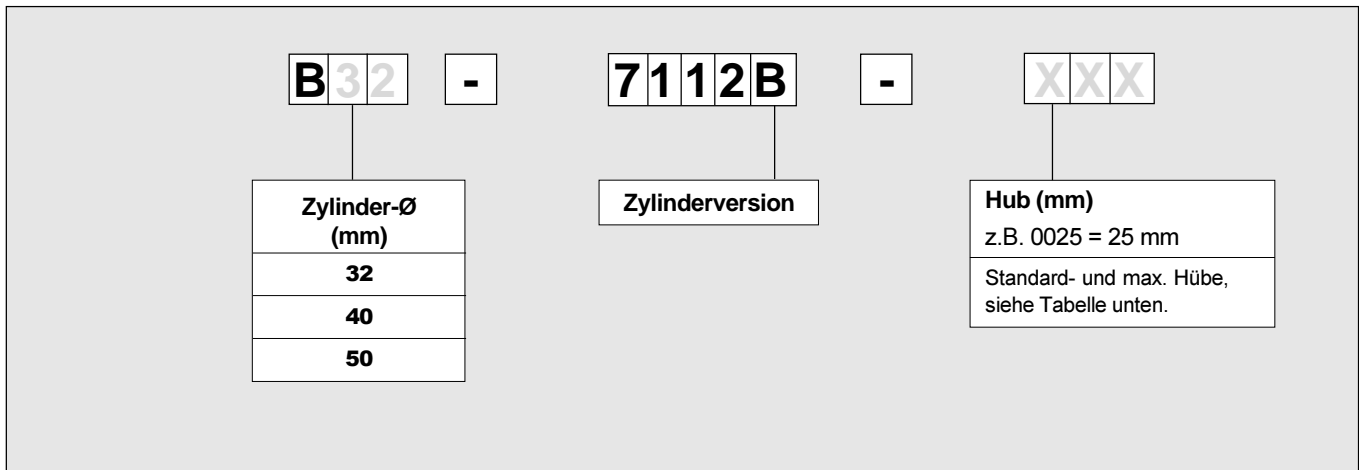 B32 - 7112B - XXX
Zylinder-Ø
(mm)
32
40
50
Zylinderversion
Hub (mm)
z.B. 0025 = 25 mm
Standard- und max. Hübe,
siehe Tabelle unten.